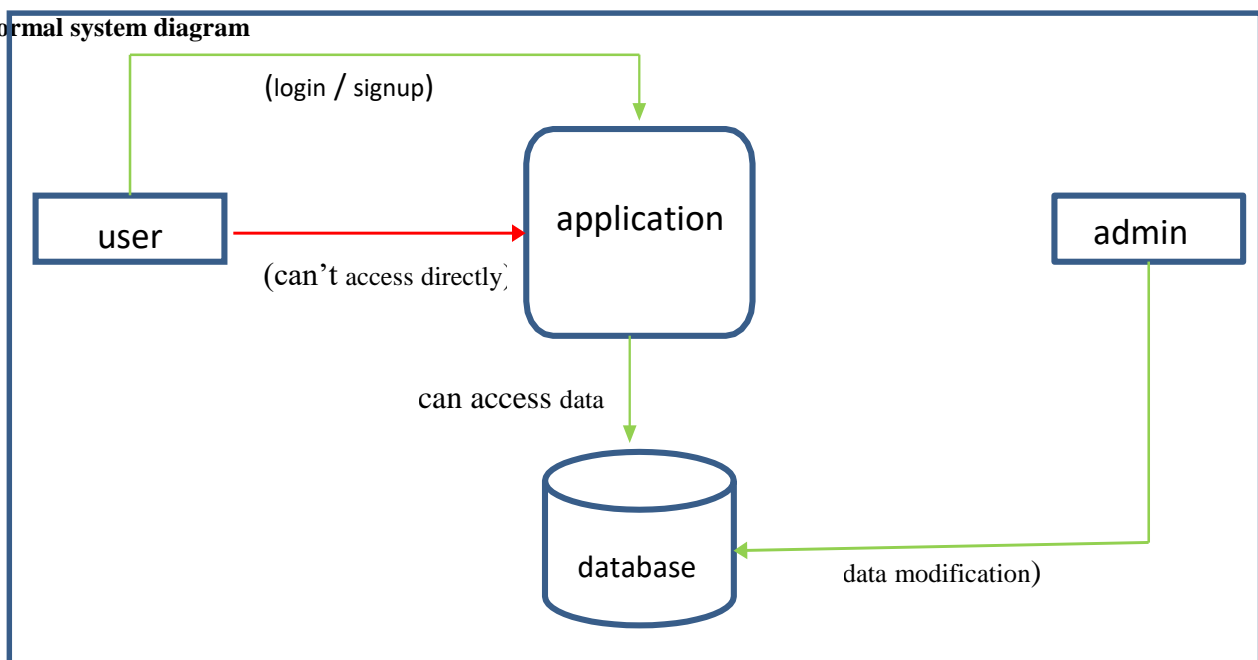 ormal system diagram
(login / signup)
application
user
admin
(can’t access directly)
can access data
database
data modification)